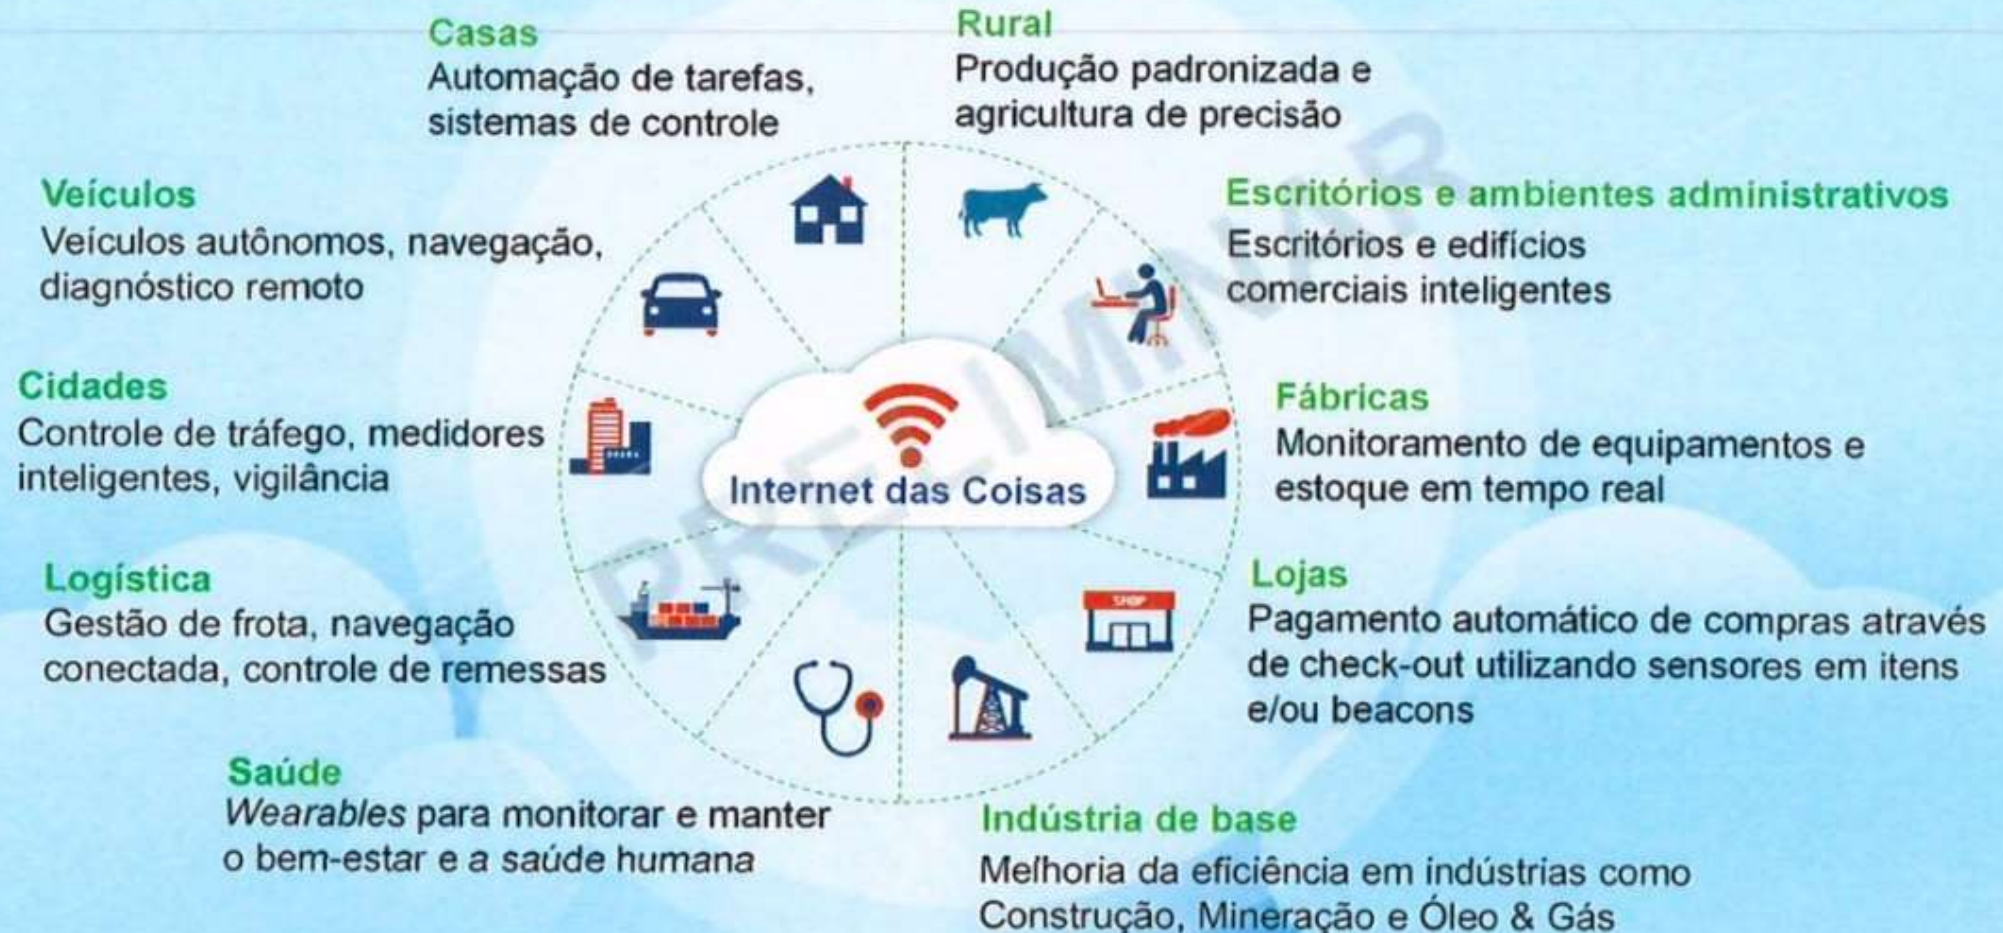 Casas
Automação de tarefas,
sistemas de controle
Rural
Produção padronizada e
agricultura de precisão
Veículos
Veículos autônomos, navegação,
diagnóstico remoto
Escritórios e ambientes administrativos
Escritórios e edifícios
comerciais inteligentes
Cidades
Controle de tráfego, medidores
inteligentes, vigilância
Internet das Coisas
Fábricas
Monitoramento de equipamentos e
estoque em tempo real
Logística
Gestão de frota, navegação
conectada, controle de remessas
SHOP
Lojas
Pagamento automático de compras através
de check-out utilizando sensores em itens
e/ou beacons
Saúde
Wearables para monitorar e manter
o bem-estar e a saúde humana
Indústria de base
Melhoria da eficiência em indústrias como
Construção, Mineração e Óleo & Gás
PRELIMINAR